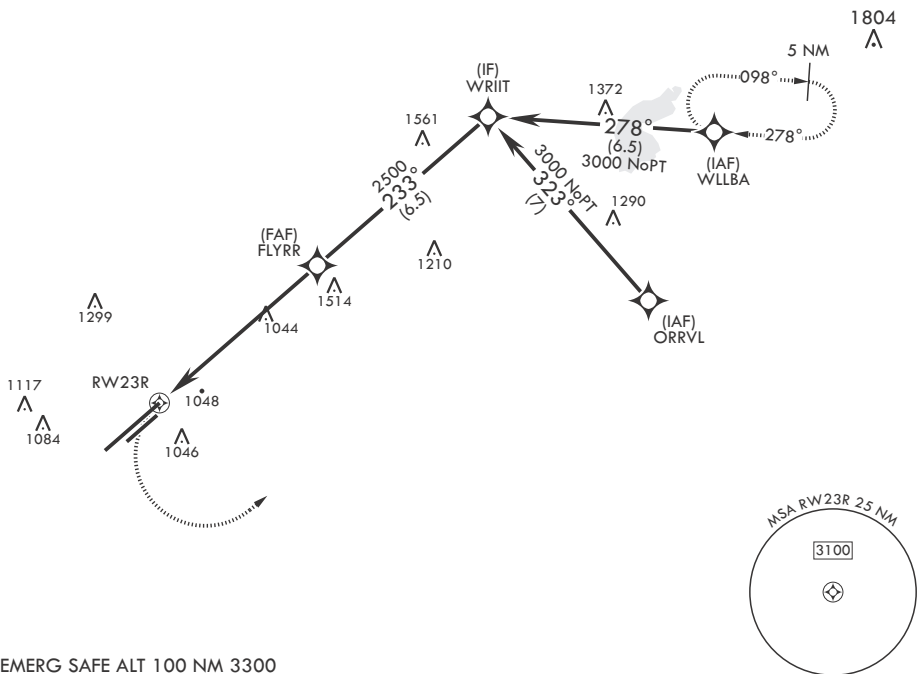 1804
5 NM
098°
278°
(IAF)
WLLBA
(IF)
WRIIT
1372
278°
(6.5)
3000 NoPT
1561
2500
233°
(6.5)
3000 NoPT
323°
(7)
1290
(FAF)
FLYRR
1210
1514
(IAF)
ORRVL
1299
1044
RW23R
1048
1117
1084
1046
MSA RW23R 25 NM
3100
EMERG SAFE ALT 100 NM 3300